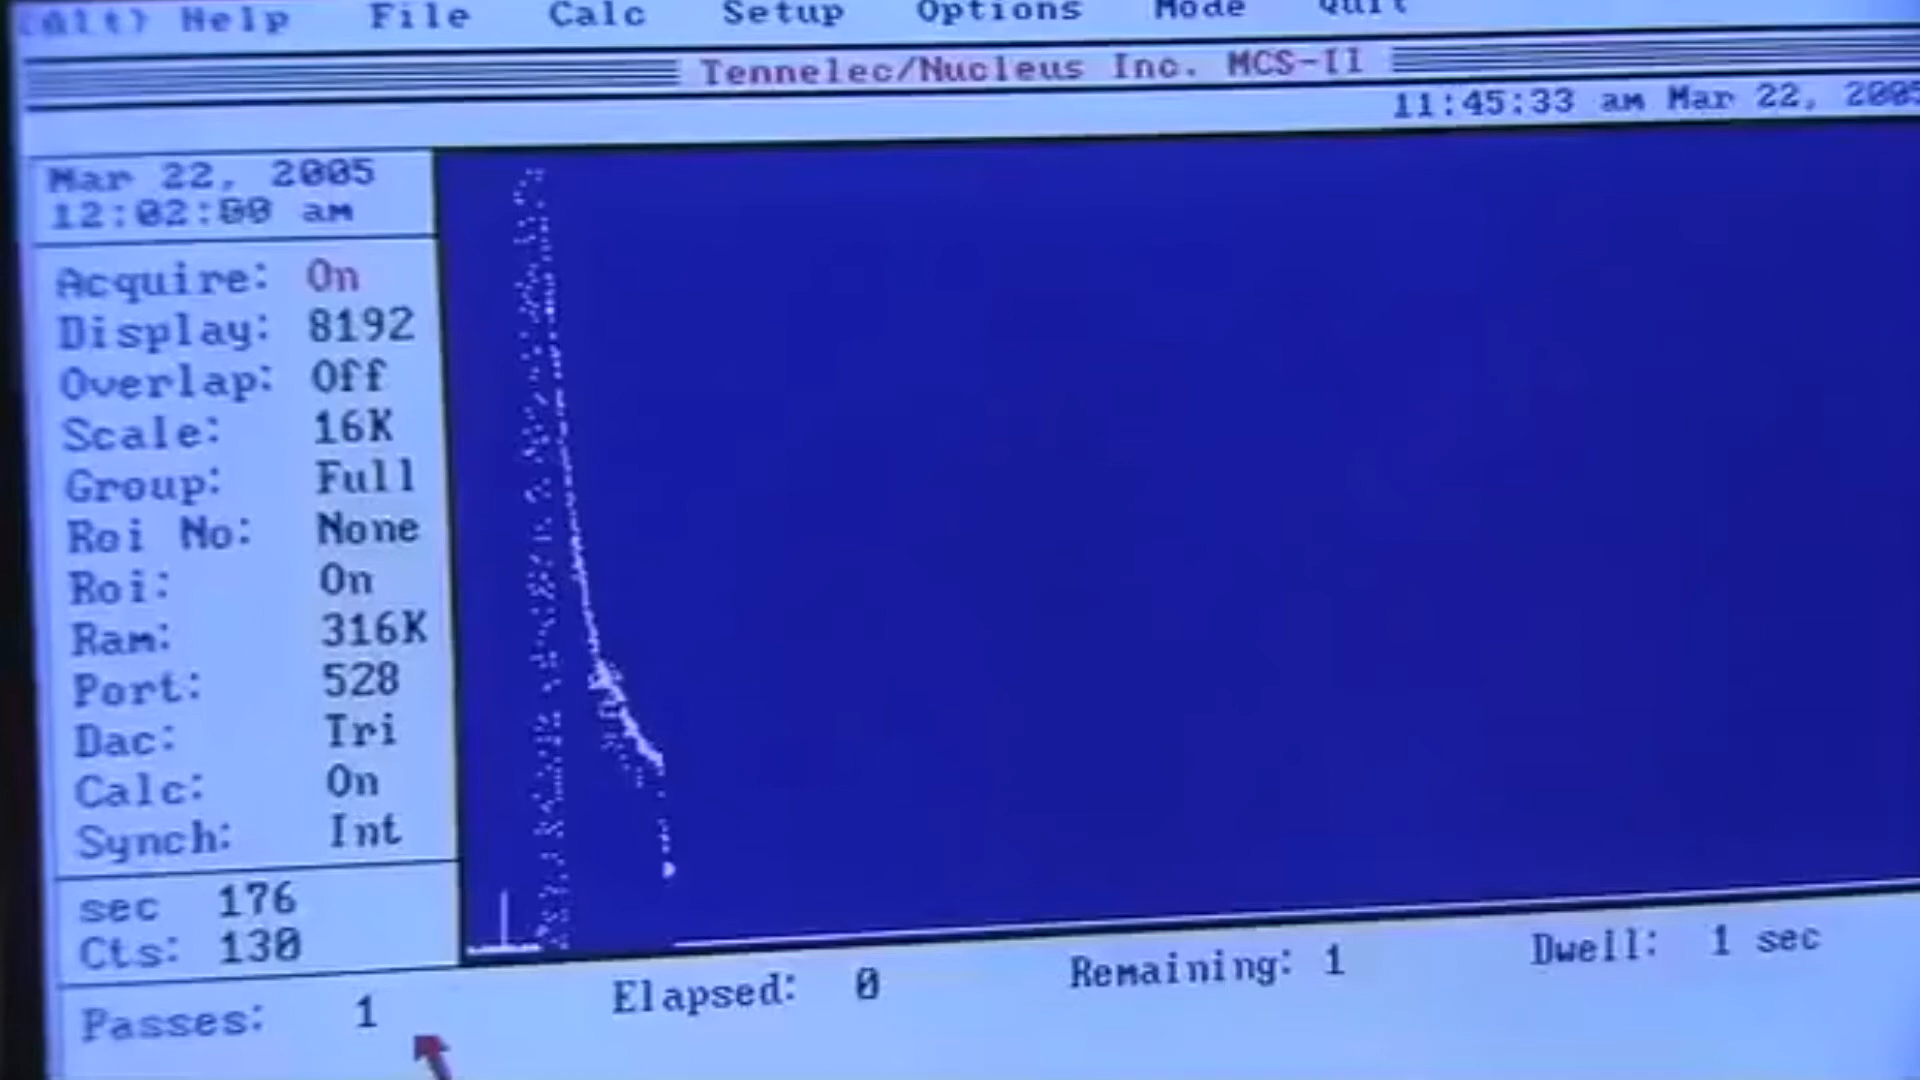 (Alt) Help File Calc Setup Options Mode Quit
Tennelec/Nucleus Inc. MCS-II
11:45:33 am Mar 22, 2005
Mar 22, 2005
12:02:00 am
Acquire: On
Display: 8192
Overlap: Off
Scale: 16K
Group: Full
Roi No: None
Roi: On
Ram: 316K
Port: 528
Dac: Tri
Calc: On
Synch: Int
sec 176
Cts: 130
Passes: 1 Elapsed: 0 Remaining: 1 Dwell: 1 sec